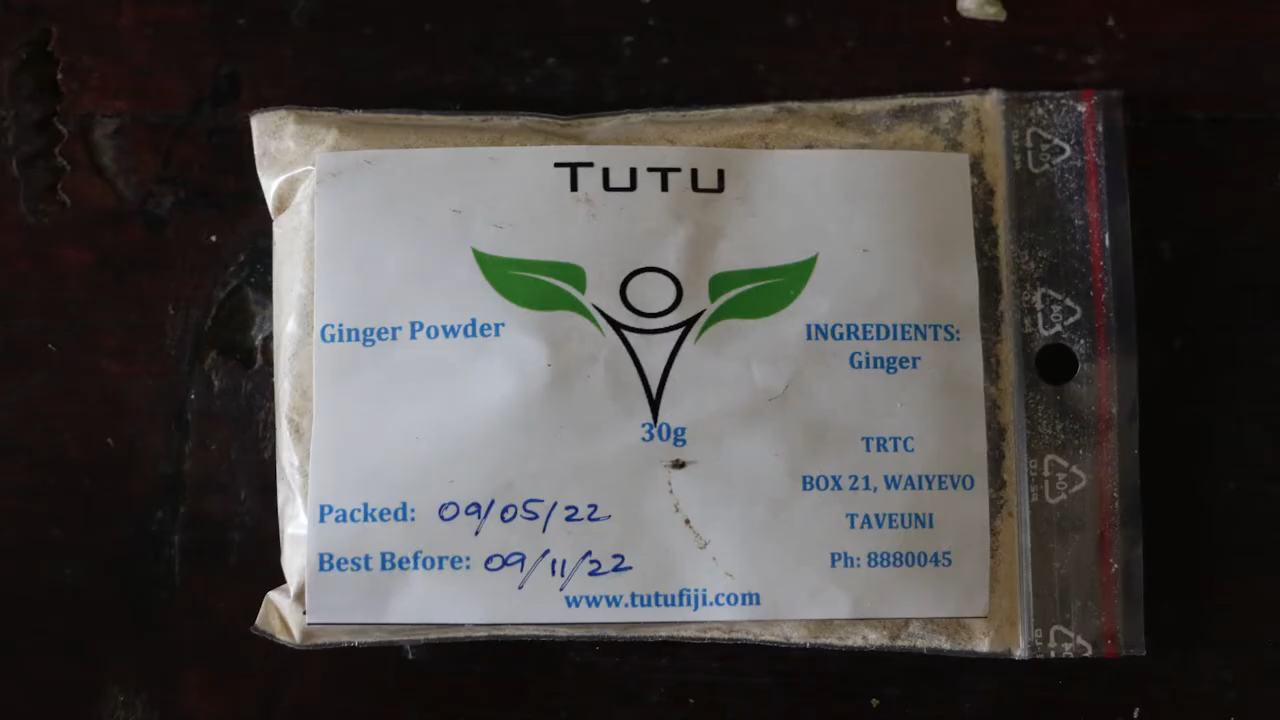 TUTU
Ginger Powder
INGREDIENTS:
Ginger
30g
TRTC
BOX 21, WAIYEVO
TAVEUNI
Ph: 8880045
Packed: 09/05/22
Best Before: 09/11/22
www.tutufiji.com